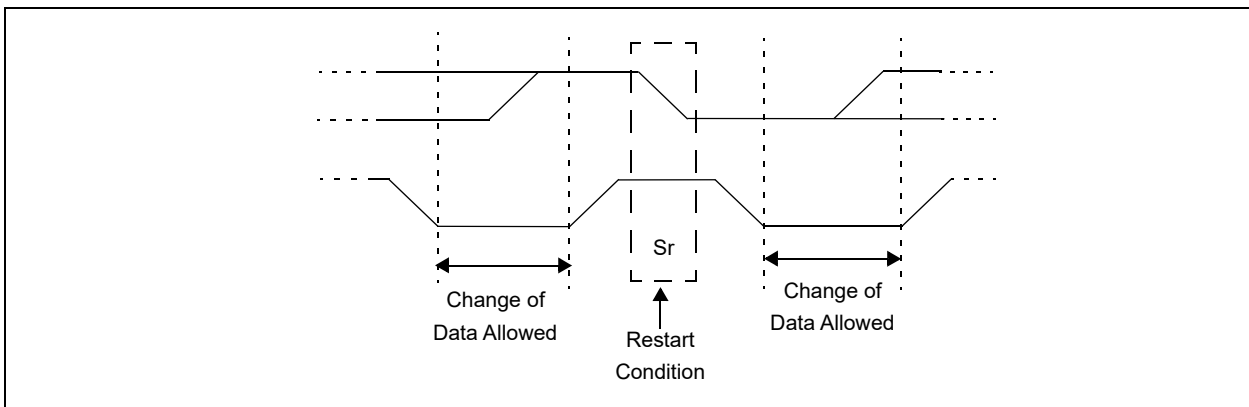 Sr
Change of
Data Allowed
Restart
Condition
Change of
Data Allowed